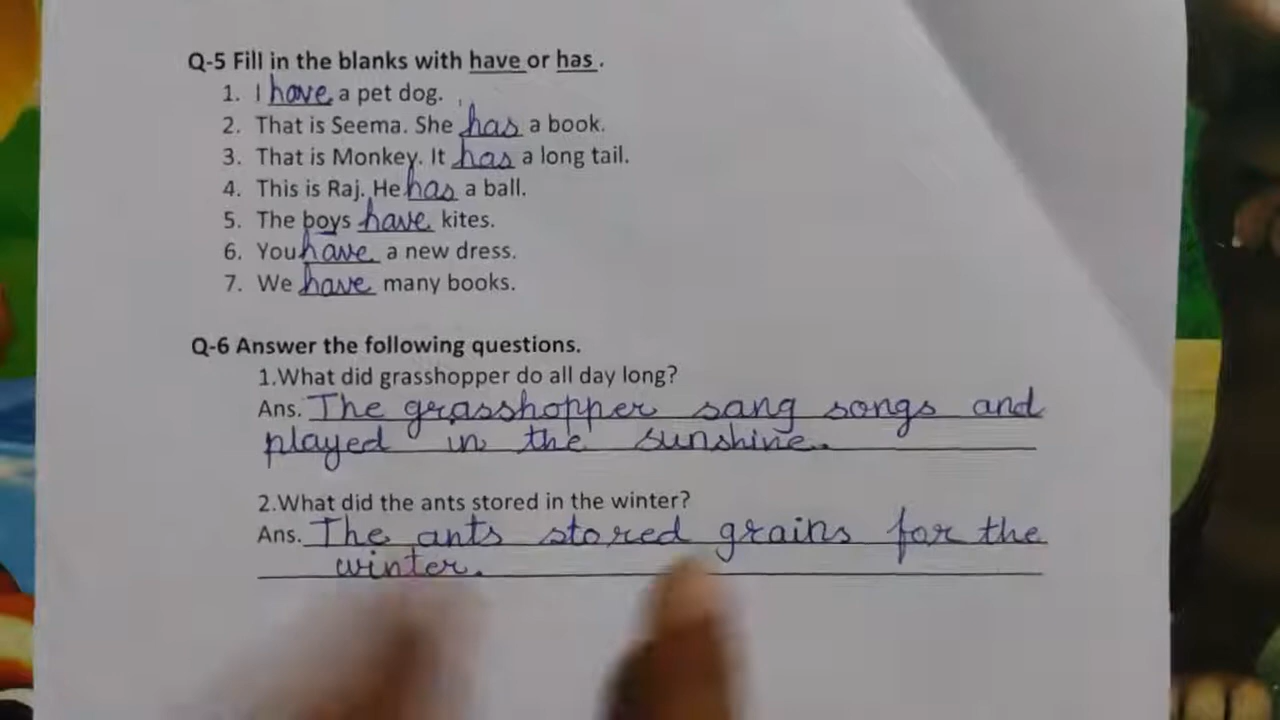 Q-5 Fill in the blanks with have or has .
1. I have a pet dog.
2. That is Seema. She has a book.
3. That is Monkey. It has a long tail.
4. This is Raj. He has a ball.
5. The boys have kites.
6. You have a new dress.
7. We have many books.
Q-6 Answer the following questions.
1.What did grasshopper do all day long?
Ans. The grasshopper sang songs and
played in the sunshine.
2.What did the ants stored in the winter?
Ans. The ants stored grains for the
winter.